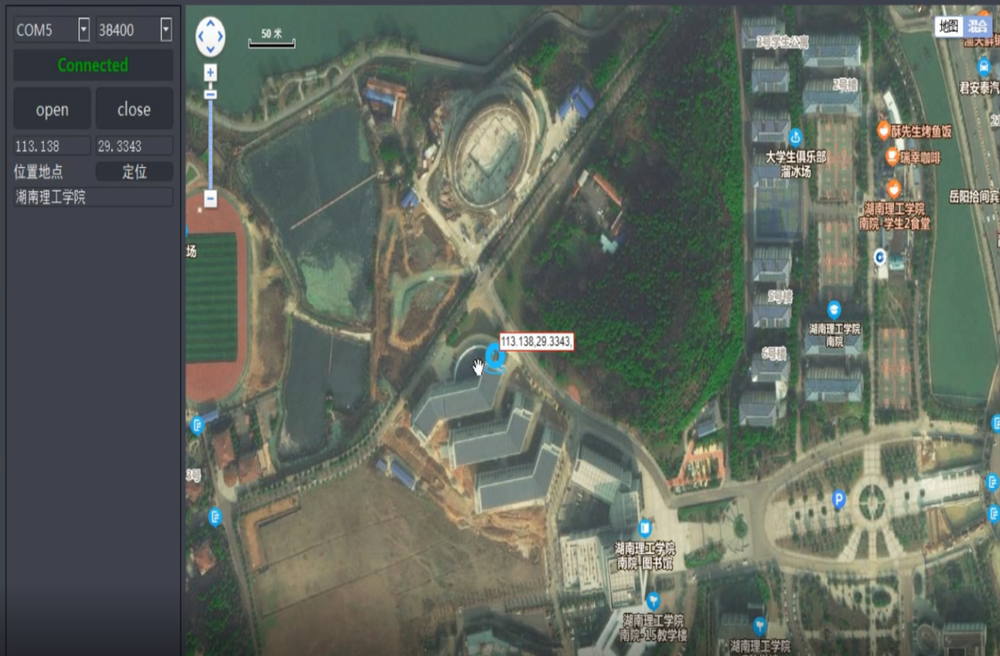 COM5
38400
Connected
open
close
113.138
29.3343
位置地点
定位
湖南理工学院
50 米
地图
混合
3号学生公寓
2号楼
君安泰汽
酥先生烤鱼饭
瑞幸咖啡
大学生俱乐部
溜冰场
湖南理工学院
南院-学生2食堂
岳阳拾间宾
场
5号楼
湖南理工学院
南院
113.138,29.3343,
6号楼
3号
P
湖南理工学院
南院-图书馆
湖南理工学院
南院-15教学楼
湖南理工学院